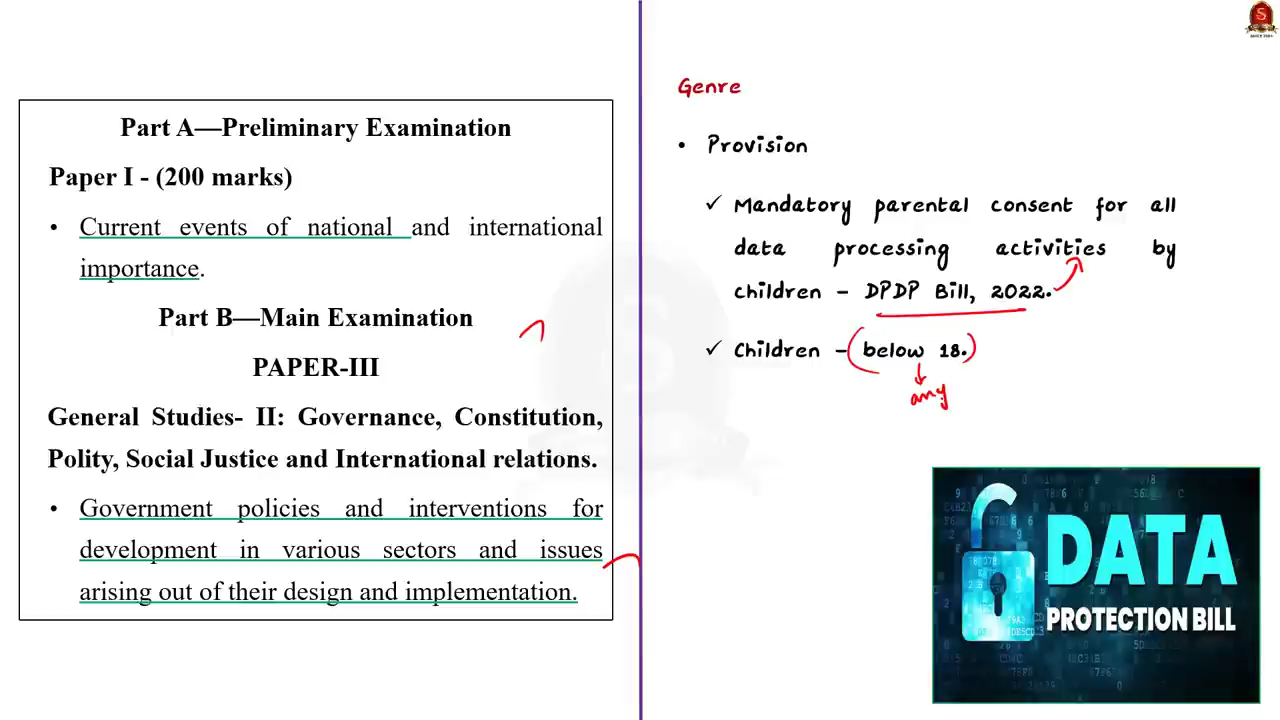 Part A—Preliminary Examination
Paper I - (200 marks)
• Current events of national and international
importance.
Part B—Main Examination
PAPER-III
General Studies- II: Governance, Constitution,
Polity, Social Justice and International relations.
• Government policies and interventions for
development in various sectors and issues
arising out of their design and implementation.
Genre
• Provision
✓ Mandatory parental consent for all
data processing activities by
children - DPDP Bill, 2022.
✓ Children - (below 18.)
any
DATA
PROTECTION BILL